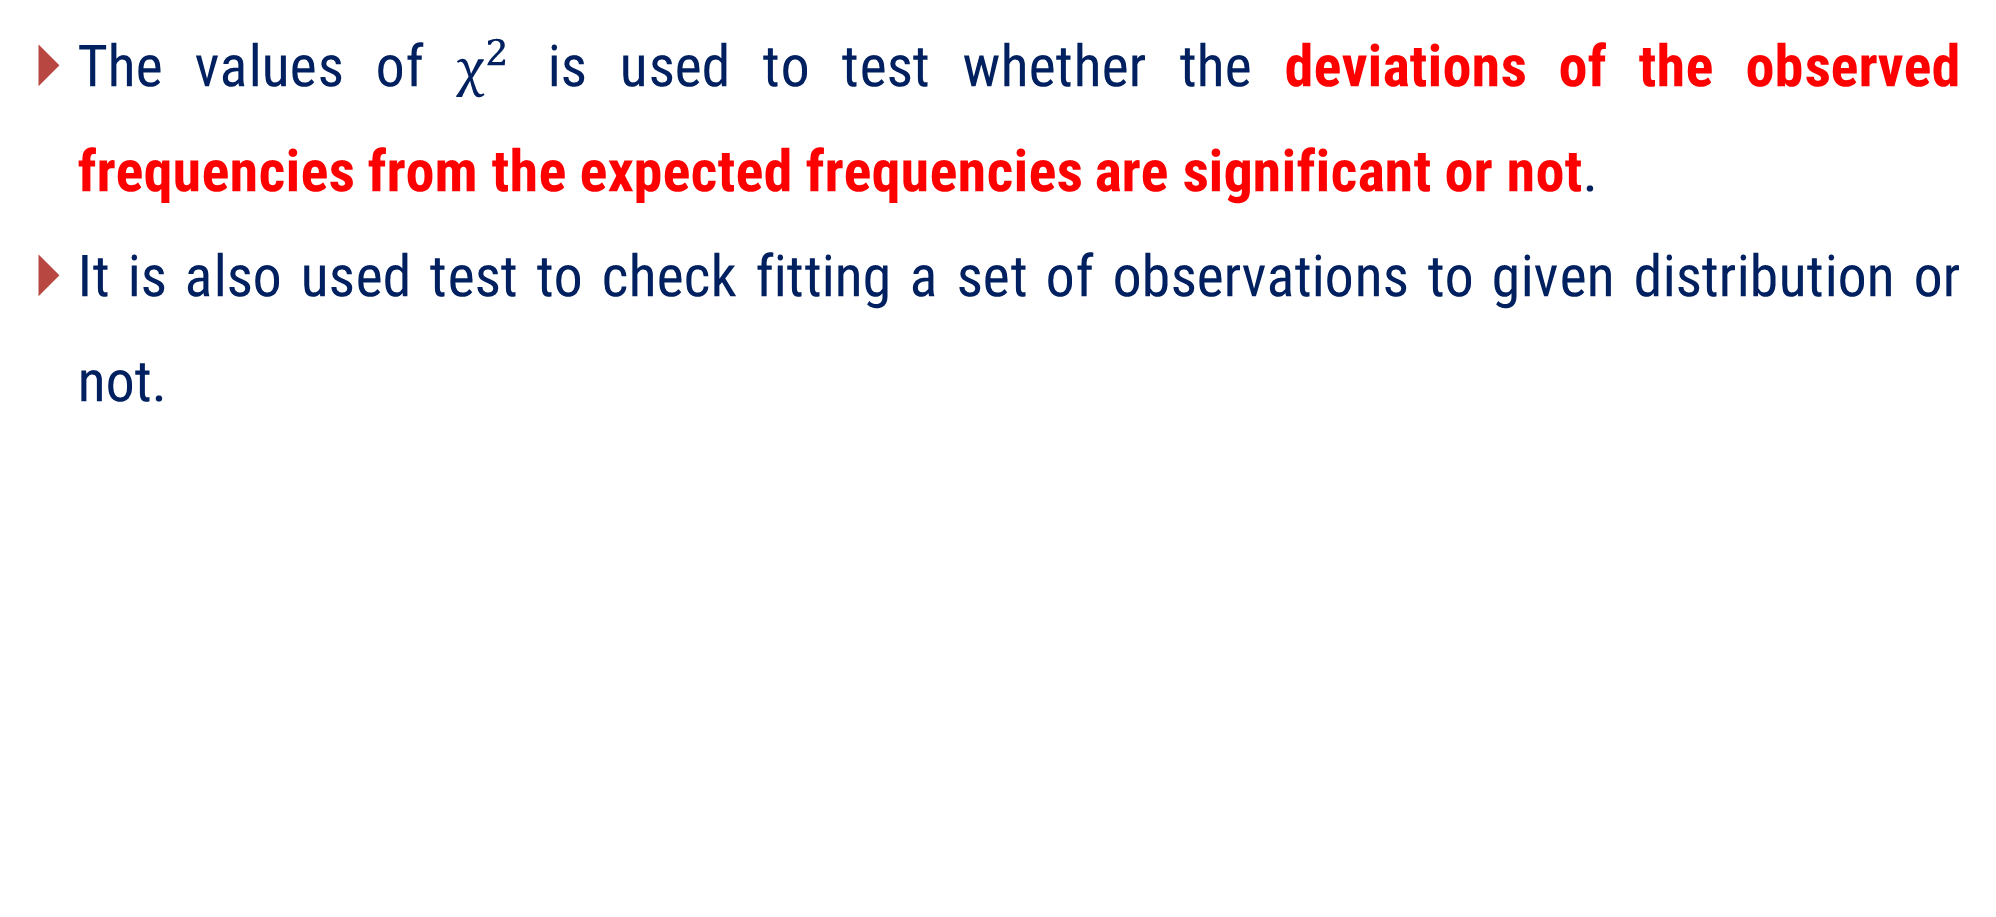 The values of χ² is used to test whether the deviations of the observed
frequencies from the expected frequencies are significant or not.
It is also used test to check fitting a set of observations to given distribution or
not.